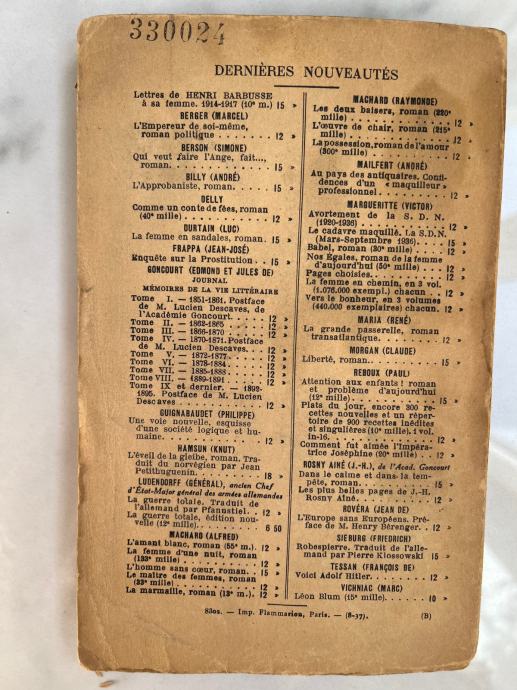 330024
DERNIÈRES NOUVEAUTÉS
Lettres de HENRI BARBUSSE
à sa femme. 1914-1917 (10e m.) 15 »
BERGER (MARCEL)
L'Empereur de soi-même,
roman politique . . . . . . . . 12 »
BERSON (SIMONE)
Qui veut faire l'Ange, fait...,
roman. . . . . . . . . . . . . . 15 »
BILLY (ANDRÉ)
L'Approbaniste, roman. . . . . 15 »
DELLY
Comme un conte de fées, roman
(40e mille) . . . . . . . . . . . 12 »
DURTAIN (LUC)
La femme en sandales, roman. 15 »
FRAPPA (JEAN-JOSÉ)
Enquête sur la Prostitution . . 15 »
GONCOURT (EDMOND ET JULES DE)
JOURNAL
MÉMOIRES DE LA VIE LITTÉRAIRE
Tome I. — 1851-1861. Postface
de M. Lucien Descaves, de
l'Académie Goncourt. . . . . 12 »
Tome II. — 1862-1865 . . . . . 12 »
Tome III. — 1866-1870 . . . . . 12 »
Tome IV. — 1870-1871. Postface
de M. Lucien Descaves. . . . 12 »
Tome V. — 1872-1877. . . . . 12 »
Tome VI. — 1878-1884. . . . . 12 »
Tome VII. — 1885-1888. . . . . 12 »
Tome VIII. — 1889-1891. . . . . 12 »
Tome IX et dernier. — 1892-
1895. Postface de M. Lucien
Descaves . . . . . . . . . . . . 12 »
GUIGNABAUDET (PHILIPPE)
Une voie nouvelle, esquisse
d'une société logique et hu-
maine. . . . . . . . . . . . . . 12 »
HAMSUN (KNUT)
L'éveil de la glèbe, roman. Tra-
duit du norvégien par Jean
Petithuguenin. . . . . . . . . . 18 »
LUDENDORFF (GÉNÉRAL), ancien Chef
d'État-Major général des armées allemandes
La guerre totale. Traduit de
l'allemand par Pfannstiel. . . 12 »
La guerre totale, édition nou-
velle (12e mille). . . . . . . . 6 50
MACHARD (ALFRED)
L'amant blanc, roman (55e m.). 12 »
La femme d'une nuit, roman
(133e mille) . . . . . . . . . . 12 »
L'homme sans cœur, roman. . 15 »
Le maître des femmes, roman
(33e mille) . . . . . . . . . . . 12 »
La marmaille, roman (13e m.). 12 »
MACHARD (RAYMONDE)
Les deux baisers, roman (220e
mille) . . . . . . . . . . . . . 12 »
L'œuvre de chair, roman (215e
mille) . . . . . . . . . . . . . 12 »
La possession, roman de l'amour
(300e mille) . . . . . . . . . . 12 »
MAILFERT (ANDRÉ)
Au pays des antiquaires. Confi-
dences d'un « maquilleur »
professionnel . . . . . . . . . . 12 »
MARGUERITTE (VICTOR)
Avortement de la S. D. N.
(1920-1936) . . . . . . . . . . 12 »
Le cadavre maquillé. La S.D.N.
(Mars-Septembre 1936). . . . 15 »
Babel, roman (30e mille) . . . 12 »
Nos Égales, roman de la femme
d'aujourd'hui (50e mille) . . . 12 »
Pages choisies. . . . . . . . . . 12 »
La femme en chemin, en 3 vol.
(1.076.000 exempl.) chacun . . 12 »
Vers le bonheur, en 3 volumes
(440.000 exemplaires) chacun. 12 »
MARIA (RENÉ)
La grande passerelle, roman
transatlantique. . . . . . . . . 12 »
MORGAN (CLAUDE)
Liberté, roman. . . . . . . . . . 15 »
REBOUX (PAUL)
Attention aux enfants ! roman
et problème d'aujourd'hui
(12e mille). . . . . . . . . . . 15 »
Plats du jour, encore 300 re-
cettes nouvelles et un réper-
toire de 900 recettes inédites
et singulières (10e mille). 1 vol.
in-16. . . . . . . . . . . . . . 12 »
Comment fut aimée l'Impéra-
trice Joséphine (20e mille) . . 12 »
ROSNY AINÉ (J.-H.), de l'Acad. Goncourt
Dans le calme et dans la tem-
pête, roman. . . . . . . . . . . 15 »
Les plus belles pages de J.-H.
Rosny Aîné. . . . . . . . . . . 12 »
ROVÉRA (JEAN DE)
L'Europe sans Européens. Pré-
face de M. Henry Bérenger. . 12 »
SIEBURG (FRIEDRICH)
Robespierre. Traduit de l'alle-
mand par Pierre Klossowski 15 »
TESSAN (FRANÇOIS DE)
Voici Adolf Hitler. . . . . . . 12 »
VICHNIAC (MARC)
Léon Blum (15e mille). . . . . 10 »
8302. — Imp. Flammarion, Paris. — (8-37). (B)